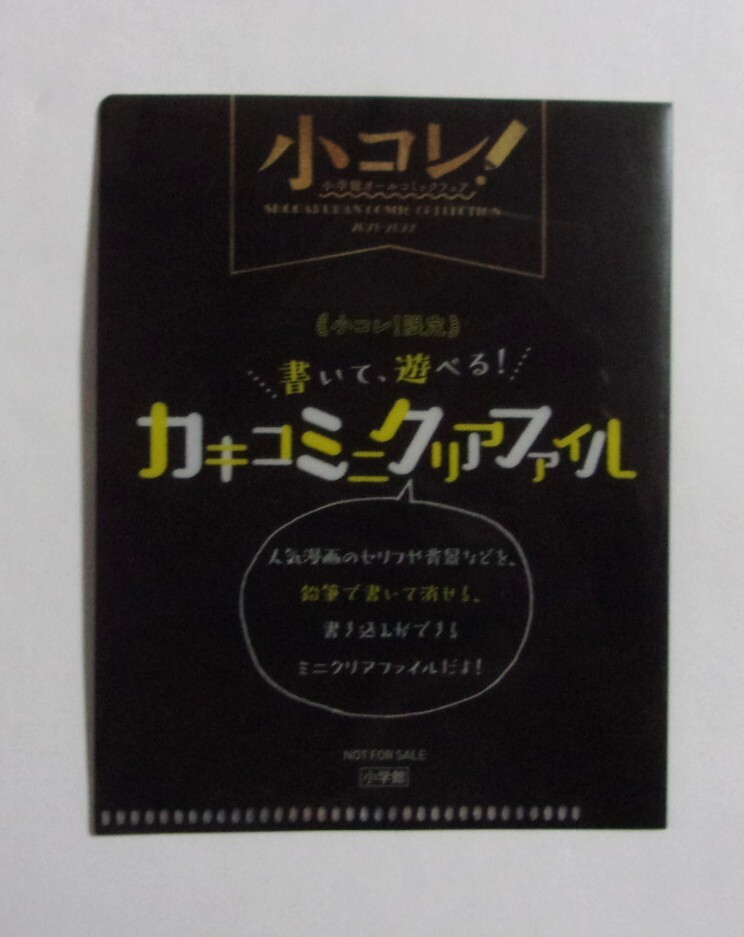 小コレ!
小学館オールコミックフェア
SHOGAKUKAN COMIC COLLECTION
2021-2022
《小コレ!限定》
書いて、遊べる!
カキコミニクリアファイル
人気漫画のセリフや背景などを、
鉛筆で書いて消せる、
書き込みができる
ミニクリアファイルだよ!
NOT FOR SALE
小学館